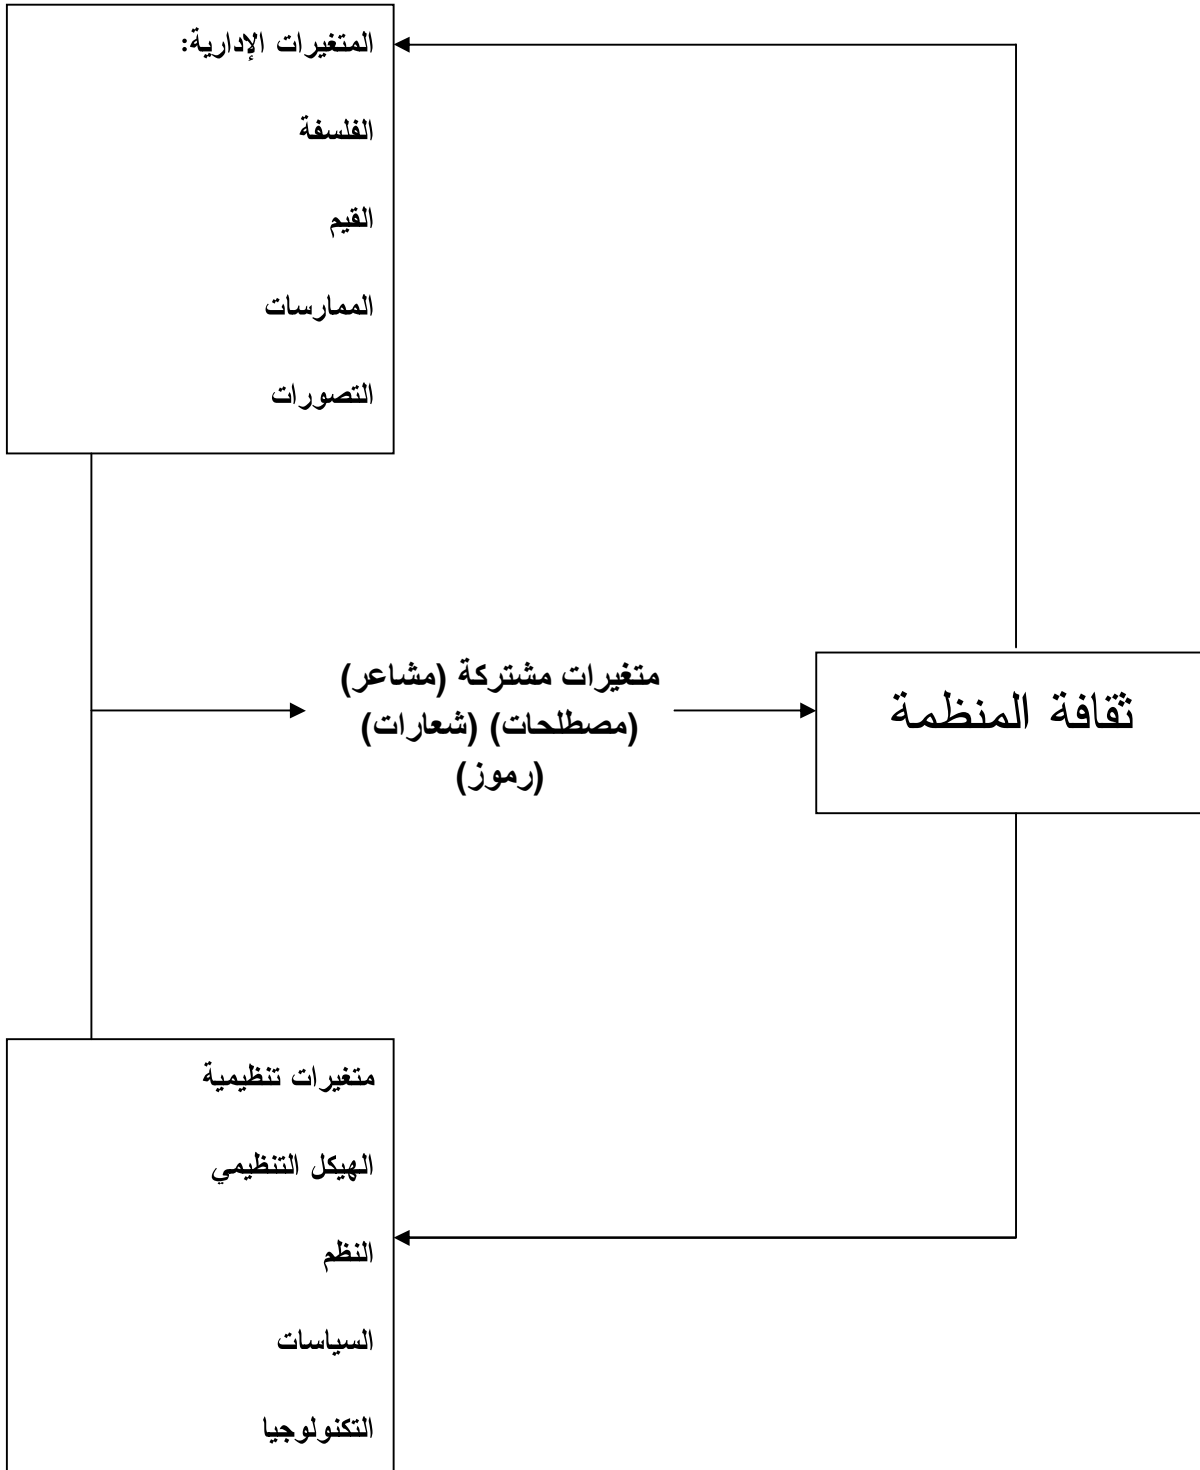 المتغيرات الإدارية:
الفلسفة
القيم
الممارسات
التصورات
متغيرات مشتركة (مشاعر)
(مصطلحات) (شعارات)
(رموز)
ثقافة المنظمة
متغيرات تنظيمية
الهيكل التنظيمي
النظم
السياسات
التكنولوجيا